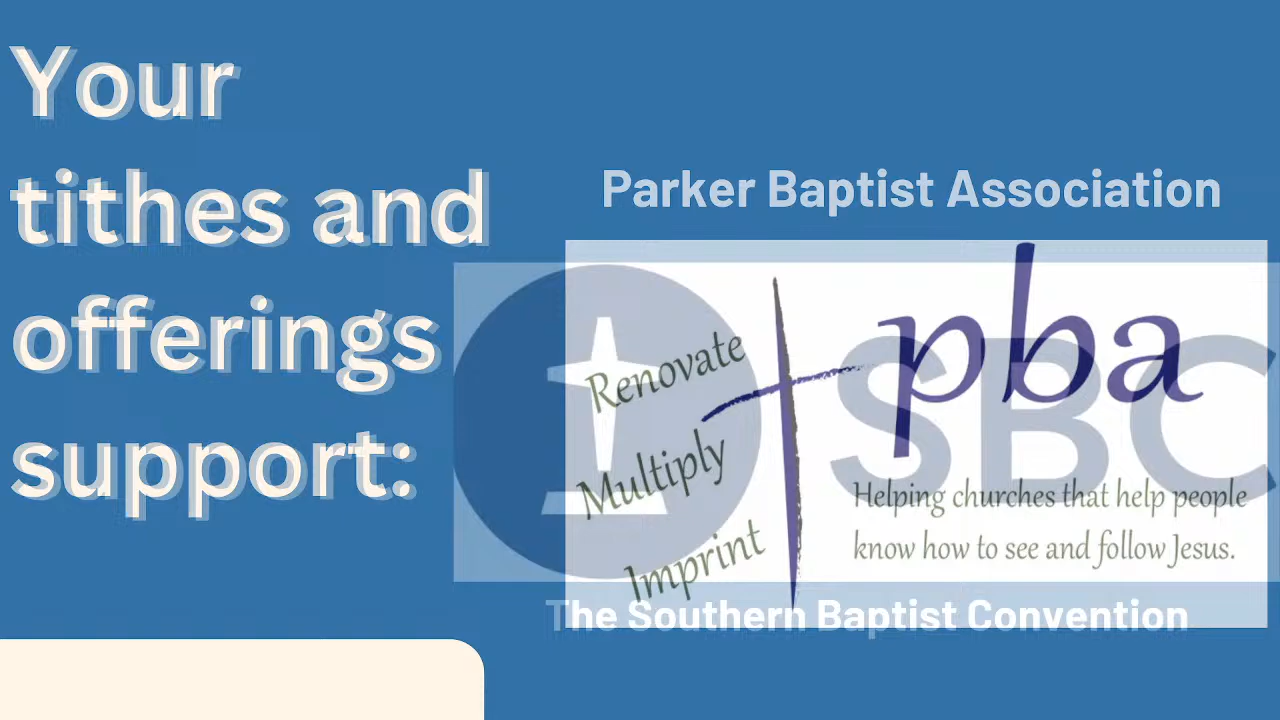 Your
tithes and
offerings
support:
Parker Baptist Association
pba
SBC
Renovate
Multiply
Imprint
Helping churches that help people
know how to see and follow Jesus.
The Southern Baptist Convention